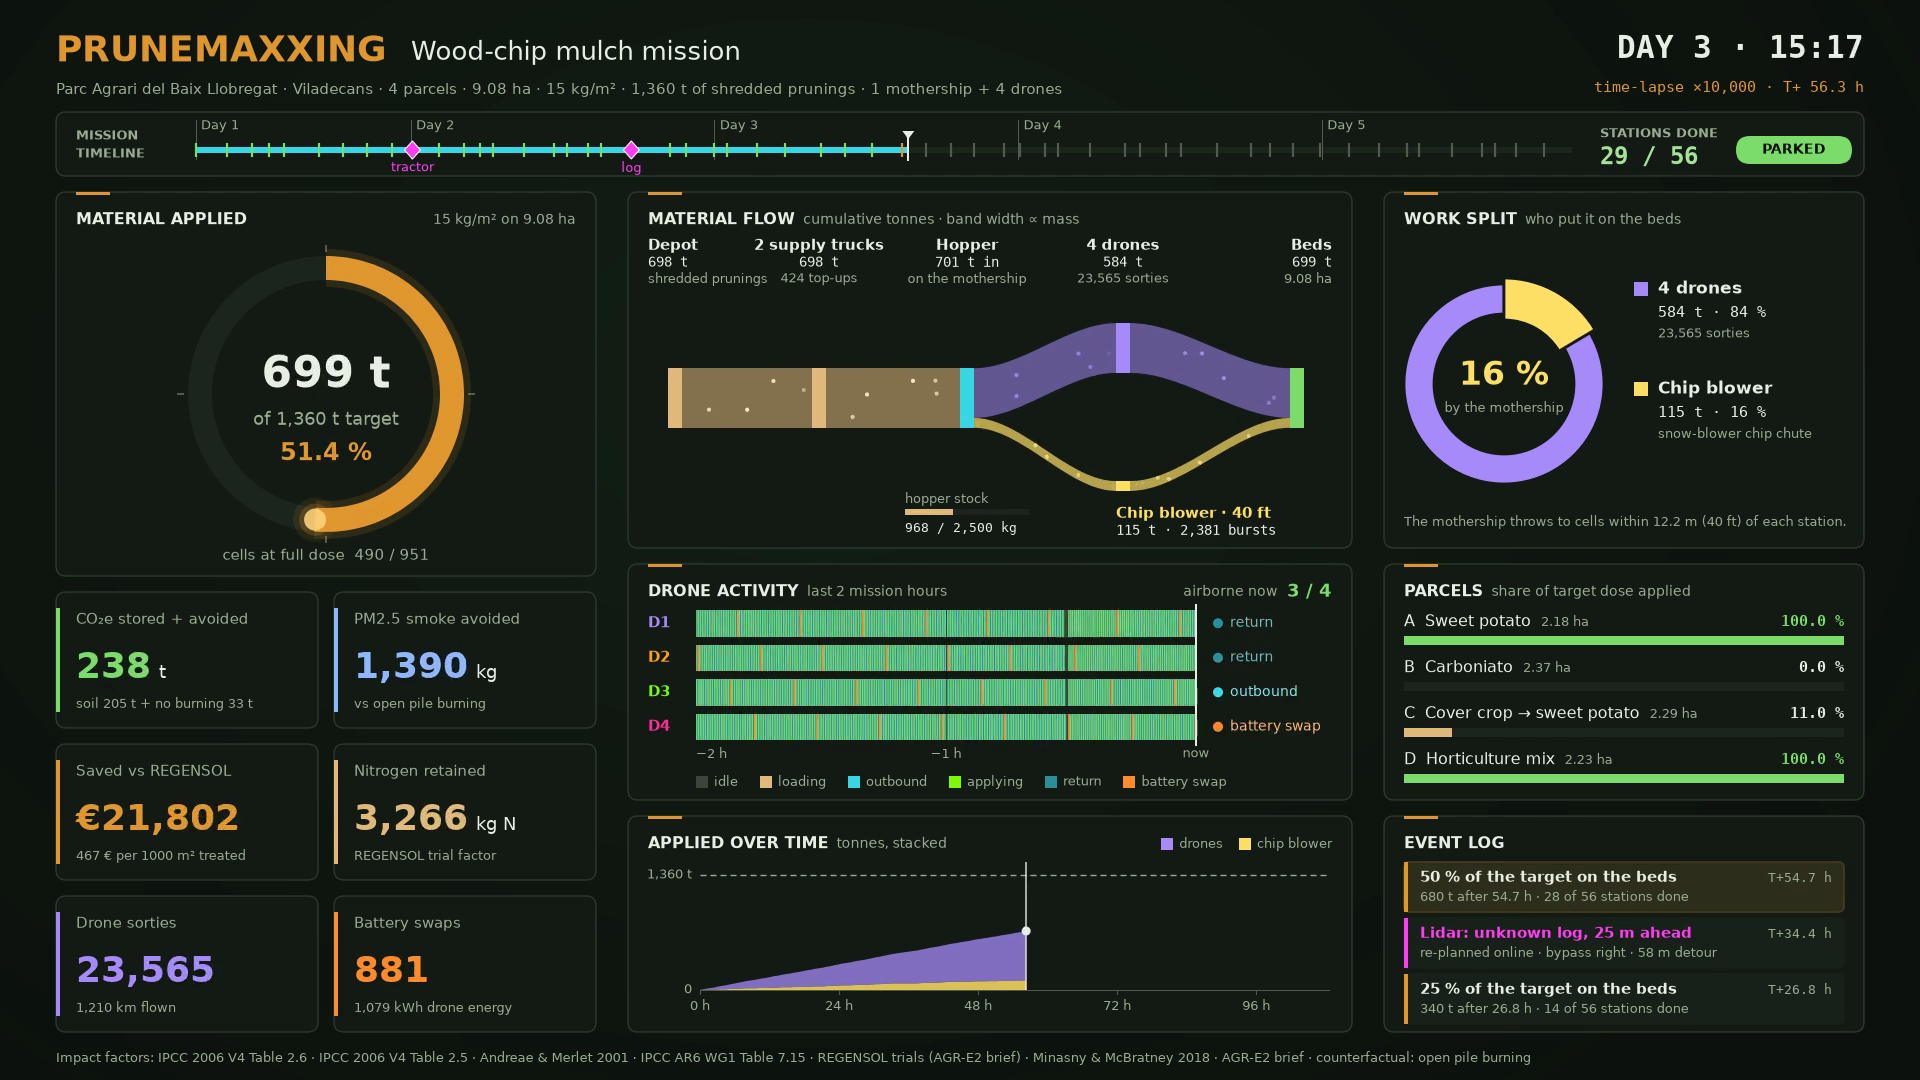 PRUNEMAXXING Wood-chip mulch mission
DAY 3 · 15:17
Parc Agrari del Baix Llobregat · Viladecans · 4 parcels · 9.08 ha · 15 kg/m² · 1,360 t of shredded prunings · 1 mothership + 4 drones
time-lapse ×10,000 · T+ 56.3 h
MISSION TIMELINE
Day 1 Day 2 Day 3 Day 4 Day 5
tractor log
STATIONS DONE
29 / 56
PARKED
MATERIAL APPLIED 15 kg/m² on 9.08 ha
699 t
of 1,360 t target
51.4 %
cells at full dose 490 / 951
CO₂e stored + avoided
238 t
soil 205 t + no burning 33 t
PM2.5 smoke avoided
1,390 kg
vs open pile burning
Saved vs REGENSOL
€21,802
467 € per 1000 m² treated
Nitrogen retained
3,266 kg N
REGENSOL trial factor
Drone sorties
23,565
1,210 km flown
Battery swaps
881
1,079 kWh drone energy
MATERIAL FLOW cumulative tonnes · band width ∝ mass
Depot 2 supply trucks Hopper 4 drones Beds
698 t 698 t 701 t in 584 t 699 t
shredded prunings 424 top-ups on the mothership 23,565 sorties 9.08 ha
hopper stock
968 / 2,500 kg
Chip blower · 40 ft
115 t · 2,381 bursts
DRONE ACTIVITY last 2 mission hours airborne now 3 / 4
D1 return
D2 return
D3 outbound
D4 battery swap
−2 h −1 h now
idle loading outbound applying return battery swap
APPLIED OVER TIME tonnes, stacked drones chip blower
1,360 t
0
0 h 24 h 48 h 72 h 96 h
WORK SPLIT who put it on the beds
16 %
by the mothership
4 drones
584 t · 84 %
23,565 sorties
Chip blower
115 t · 16 %
snow-blower chip chute
The mothership throws to cells within 12.2 m (40 ft) of each station.
PARCELS share of target dose applied
A Sweet potato 2.18 ha 100.0 %
B Carboniato 2.37 ha 0.0 %
C Cover crop → sweet potato 2.29 ha 11.0 %
D Horticulture mix 2.23 ha 100.0 %
EVENT LOG
50 % of the target on the beds T+54.7 h
680 t after 54.7 h · 28 of 56 stations done
Lidar: unknown log, 25 m ahead T+34.4 h
re-planned online · bypass right · 58 m detour
25 % of the target on the beds T+26.8 h
340 t after 26.8 h · 14 of 56 stations done
Impact factors: IPCC 2006 V4 Table 2.6 · IPCC 2006 V4 Table 2.5 · Andreae & Merlet 2001 · IPCC AR6 WG1 Table 7.15 · REGENSOL trials (AGR-E2 brief) · Minasny & McBratney 2018 · AGR-E2 brief · counterfactual: open pile burning